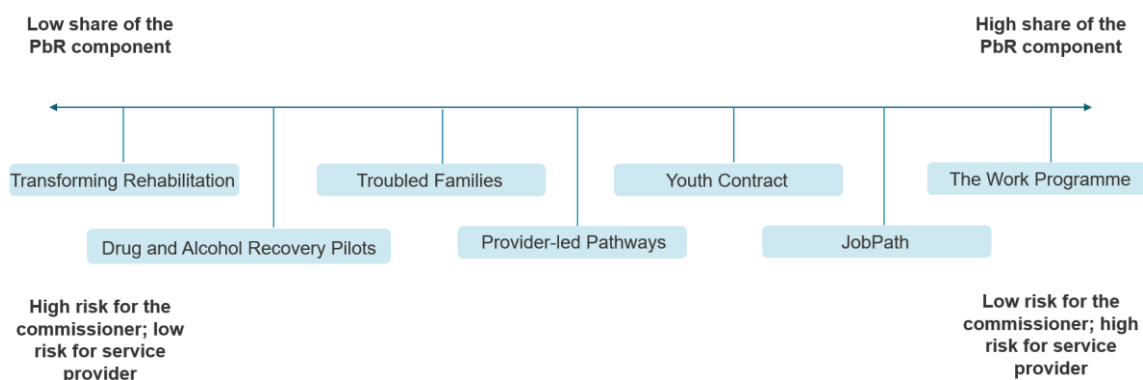 Low share of the
PbR component
High share of the
PbR component
Transforming Rehabilitation
Troubled Families
Youth Contract
The Work Programme
Drug and Alcohol Recovery Pilots
Provider-led Pathways
JobPath
High risk for the
commissioner; low
risk for service
provider
Low risk for the
commissioner; high
risk for service
provider